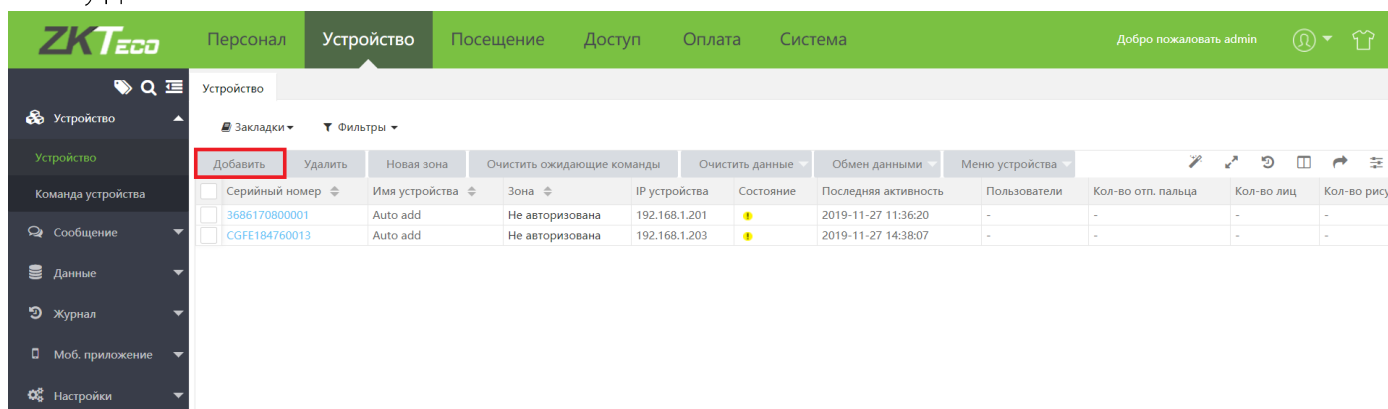 ZKTeco Персонал Устройство Посещение Доступ Оплата Система Добро пожаловать admin
Устройство
Устройство
Закладки Фильтры
Устройство
Добавить Удалить Новая зона Очистить ожидающие команды Очистить данные Обмен данными Меню устройства
Команда устройства
Серийный номер Имя устройства Зона IP устройства Состояние Последняя активность Пользователи Кол-во отп. пальца Кол-во лиц Кол-во рису
3686170800001 Auto add Не авторизована 192.168.1.201 2019-11-27 11:36:20 - - - -
CGFE184760013 Auto add Не авторизована 192.168.1.203 2019-11-27 14:38:07 - - - -
Сообщение
Данные
Журнал
Моб. приложение
Настройки